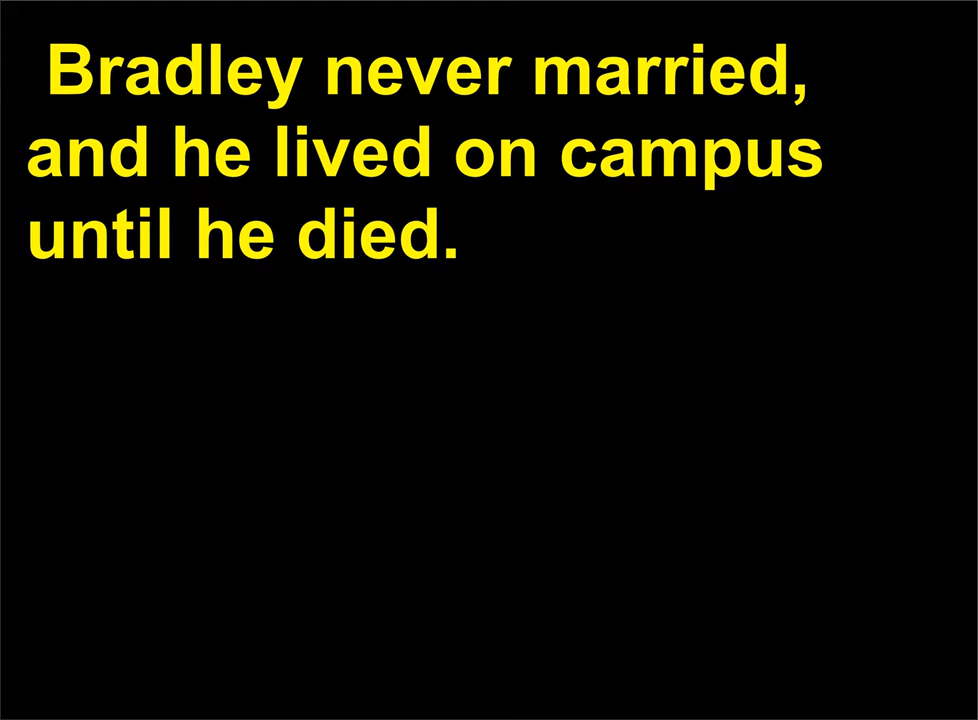 Bradley never married,
and he lived on campus
until he died.